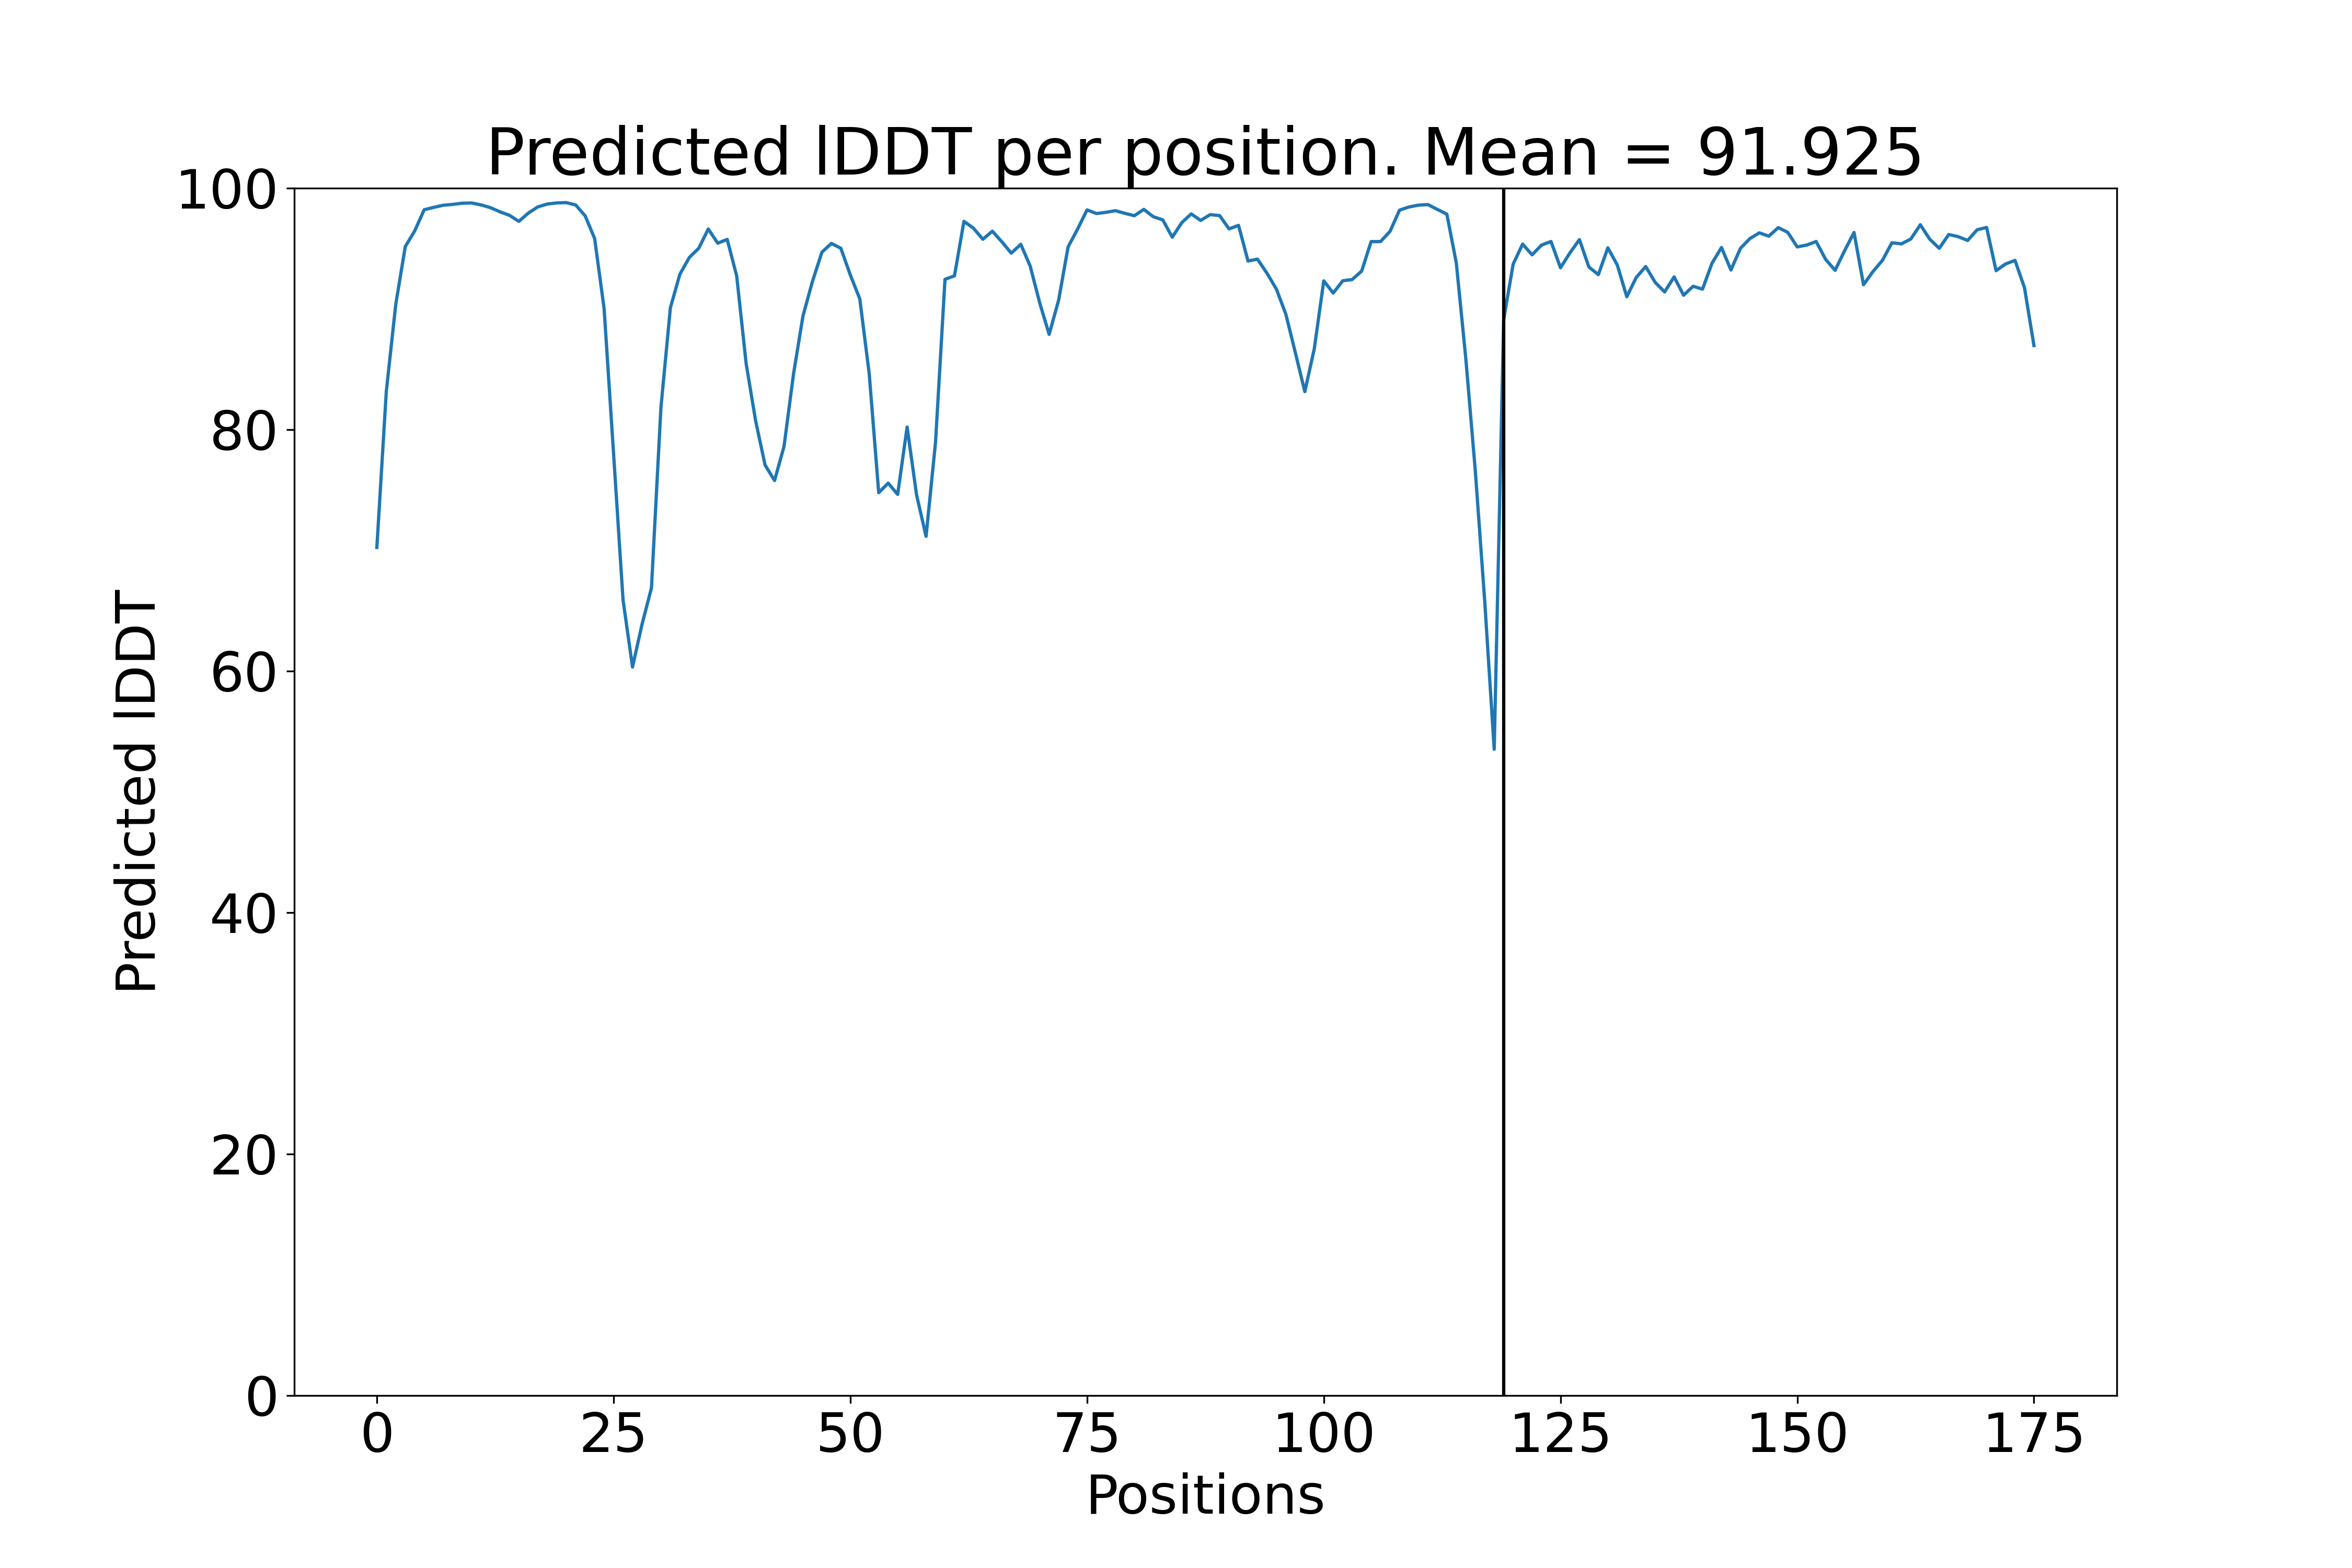 Predicted lDDT per position. Mean = 91.925
100
80
60
40
20
0
Predicted lDDT
0 25 50 75 100 125 150 175
Positions